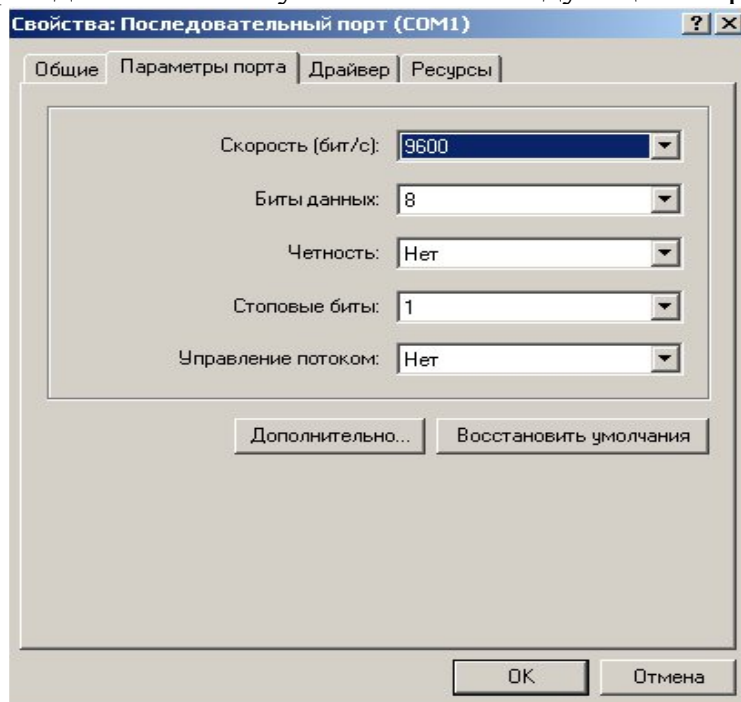 Свойства: Последовательный порт (COM1) ? ×
Общие Параметры порта Драйвер Ресурсы
Скорость (бит/с): 9600
Биты данных: 8
Четность: Нет
Стоповые биты: 1
Управление потоком: Нет
Дополнительно... Восстановить умолчания
OK Отмена